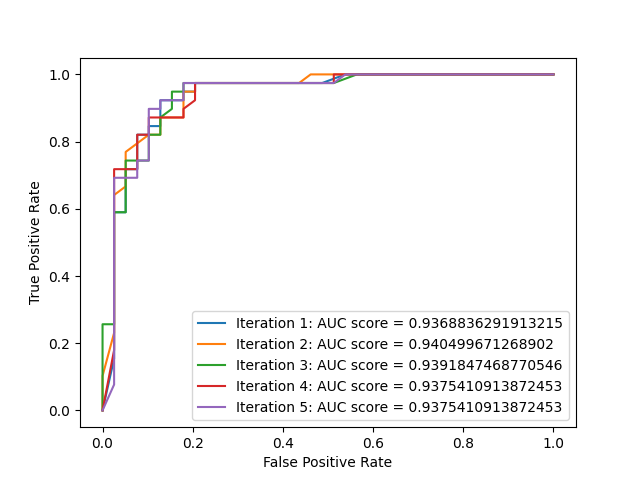 1.0
0.8
0.6
0.4
0.2
0.0
True Positive Rate
Iteration 1: AUC score = 0.9368836291913215
Iteration 2: AUC score = 0.940499671268902
Iteration 3: AUC score = 0.9391847468770546
Iteration 4: AUC score = 0.9375410913872453
Iteration 5: AUC score = 0.9375410913872453
0.0 0.2 0.4 0.6 0.8 1.0
False Positive Rate